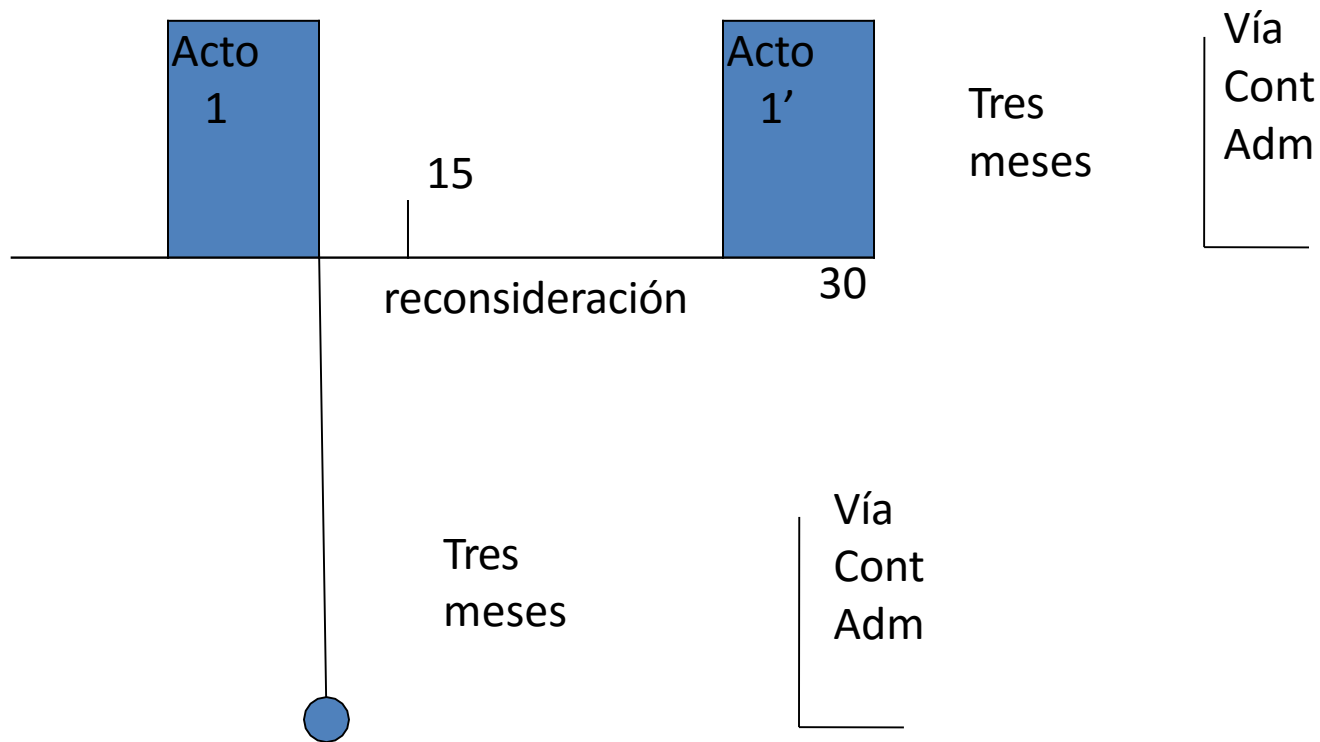 Acto
1
Acto
1’
Tres
meses
Vía
Cont
Adm
15
reconsideración
30
Tres
meses
Vía
Cont
Adm